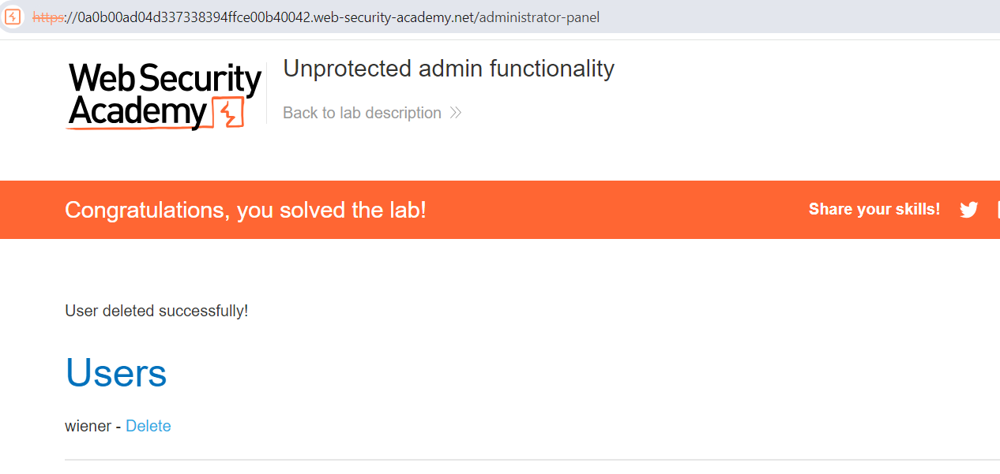 https://0a0b00ad04d337338394ffce00b40042.web-security-academy.net/administrator-panel
Web Security
Academy
Unprotected admin functionality
Back to lab description
Congratulations, you solved the lab!
Share your skills!
User deleted successfully!
Users
wiener - Delete